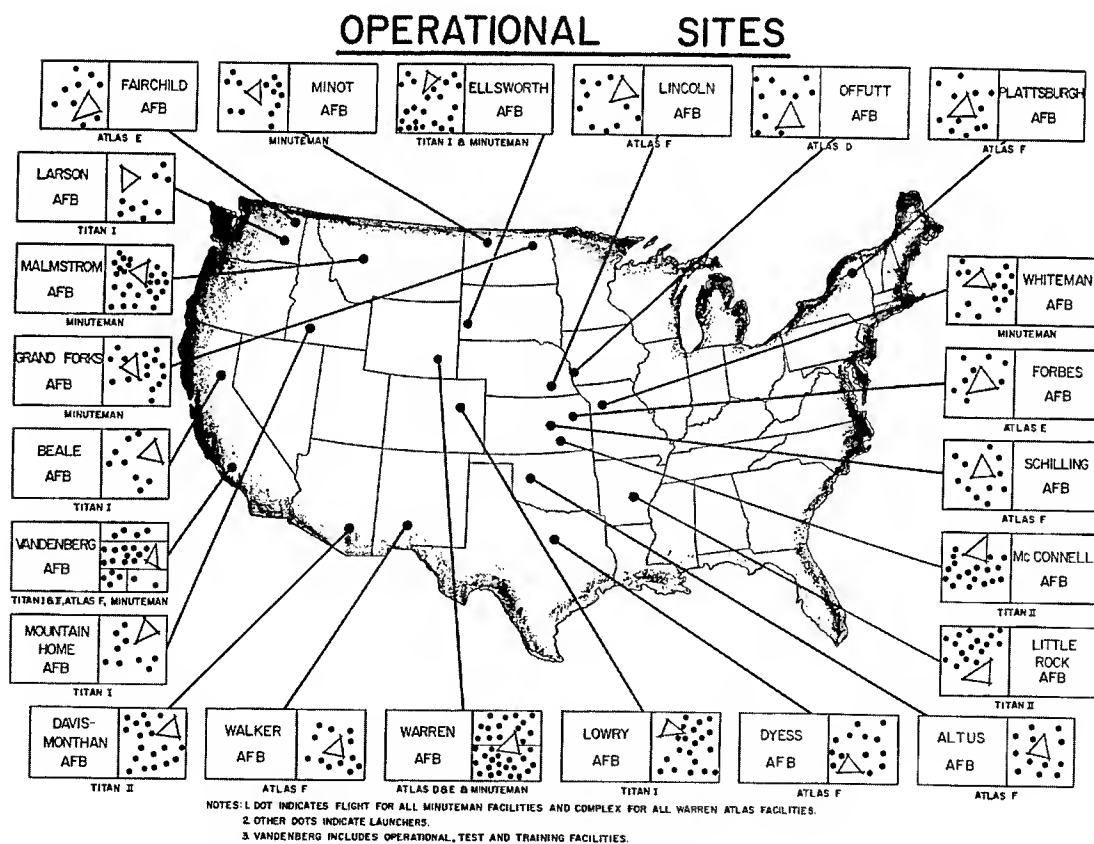 OPERATIONAL SITES
FAIRCHILD
AFB
ATLAS E
MINOT
AFB
MINUTEMAN
ELLSWORTH
AFB
TITAN I & MINUTEMAN
LINCOLN
AFB
ATLAS F
OFFUTT
AFB
ATLAS D
PLATTSBURGH
AFB
ATLAS F
LARSON
AFB
TITAN I
MALMSTROM
AFB
MINUTEMAN
GRAND FORKS
AFB
MINUTEMAN
BEALE
AFB
TITAN I
VANDENBERG
AFB
TITAN I & II, ATLAS F, MINUTEMAN
MOUNTAIN
HOME
AFB
TITAN I
WHITEMAN
AFB
MINUTEMAN
FORBES
AFB
ATLAS E
SCHILLING
AFB
ATLAS F
McCONNELL
AFB
TITAN II
LITTLE
ROCK
AFB
TITAN II
DAVIS-
MONTHAN
AFB
TITAN II
WALKER
AFB
ATLAS F
WARREN
AFB
ATLAS D&E & MINUTEMAN
LOWRY
AFB
TITAN I
DYESS
AFB
ATLAS F
ALTUS
AFB
ATLAS F
NOTES: 1. DOT INDICATES FLIGHT FOR ALL MINUTEMAN FACILITIES AND COMPLEX FOR ALL WARREN ATLAS FACILITIES.
2. OTHER DOTS INDICATE LAUNCHERS.
3. VANDENBERG INCLUDES OPERATIONAL, TEST AND TRAINING FACILITIES.